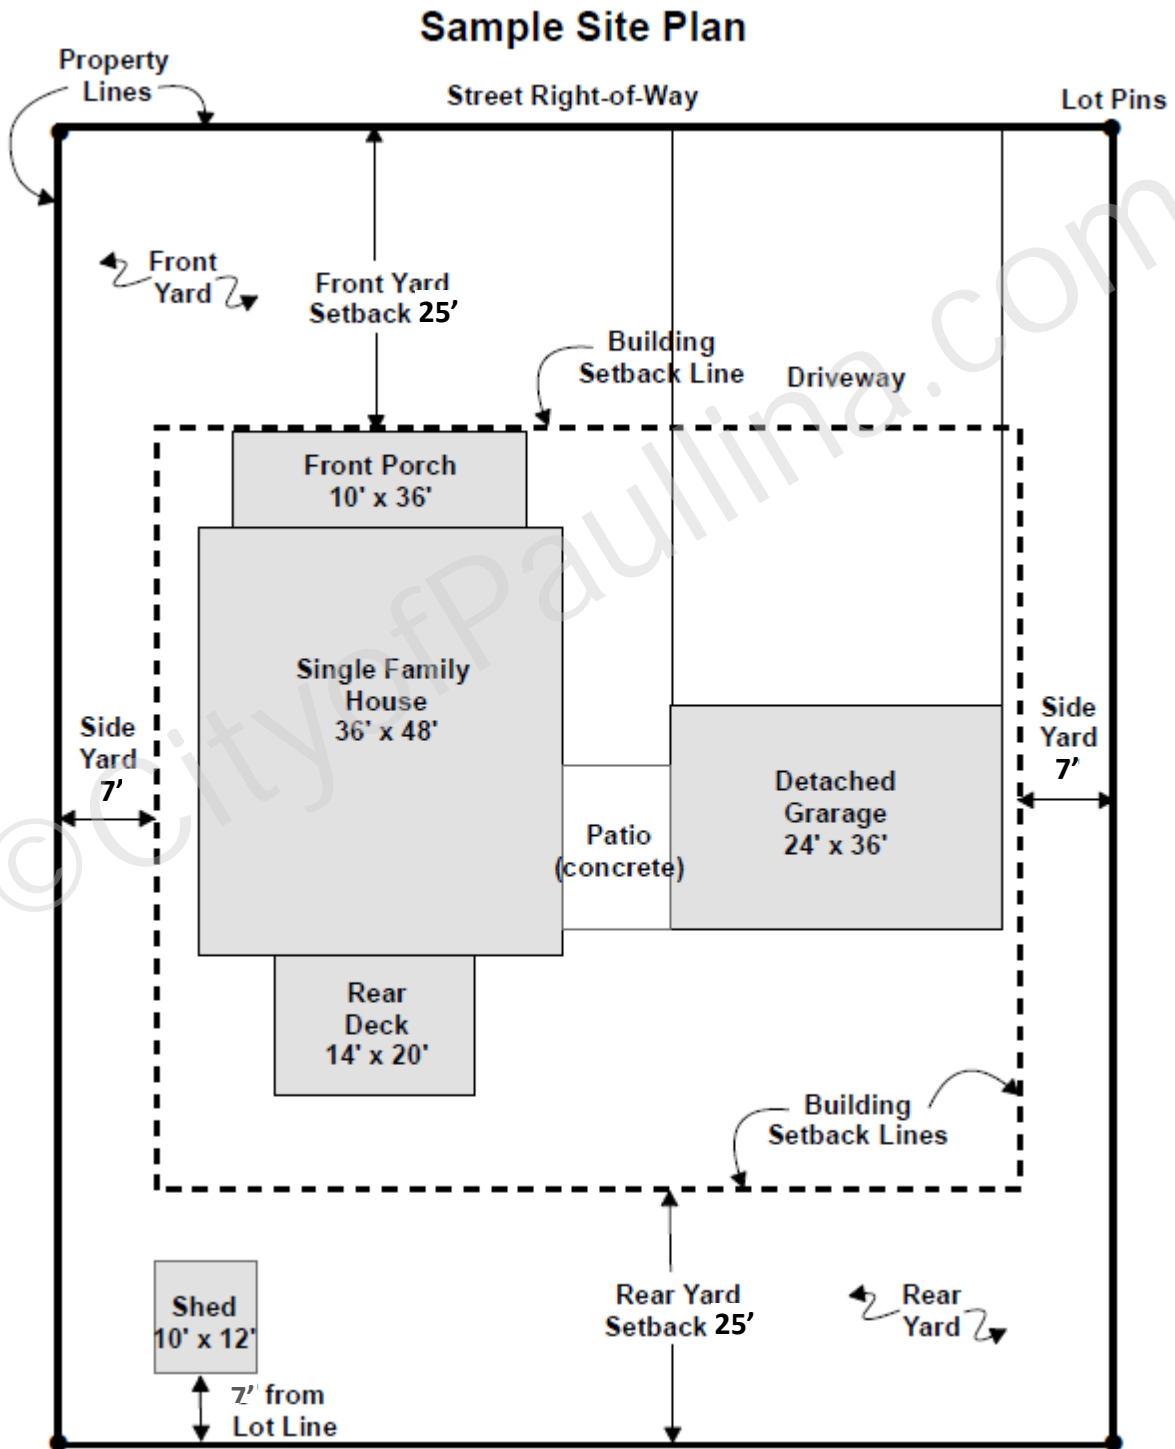 Sample Site Plan
Property
Lines
Street Right-of-Way
Lot Pins
Front
Yard
Front Yard
Setback 25’
Building
Setback Line
Driveway
Front Porch
10' x 36'
Single Family
House
36' x 48'
Side
Yard
7’
Side
Yard
7’
Detached
Grarage
24' x 36'
Patio
(concrete)
Rear
Deck
14' x 20'
Building
Setback Lines
Shed
10' x 12'
Rear Yard
Setback 25’
Rear
Yard
7’ from
Lot Line
©CityofPaullina.com